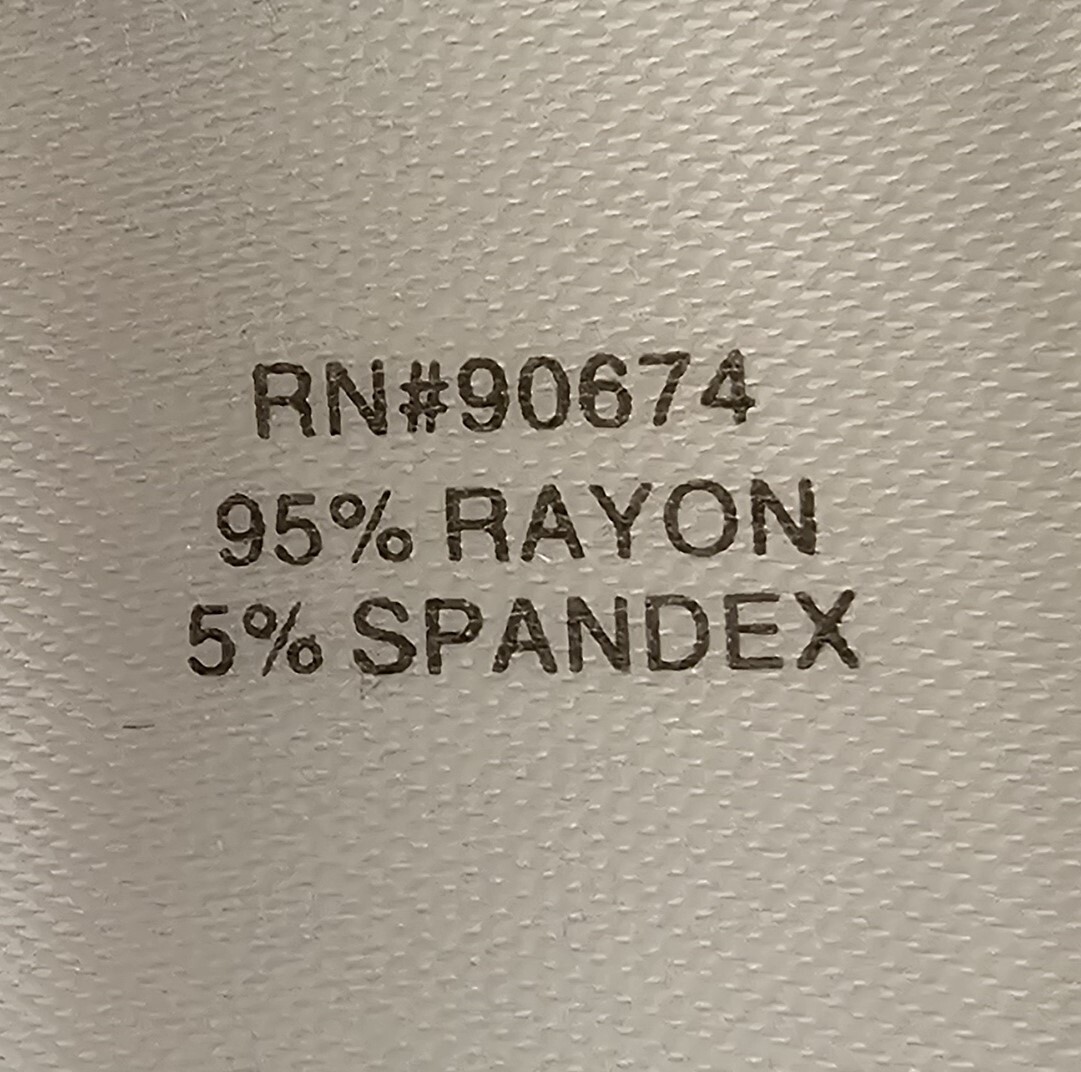 RN#90674
95% RAYON
5% SPANDEX